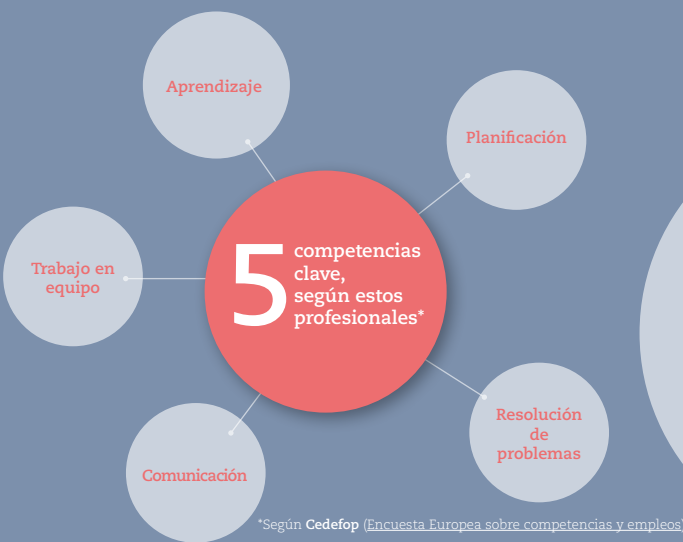 Aprendizaje
Planificación
5 competencias
clave,
según estos
profesionales*
Trabajo en
equipo
Resolución
de
problemas
Comunicación
*Según Cedefop (Encuesta Europea sobre competencias y empleos)